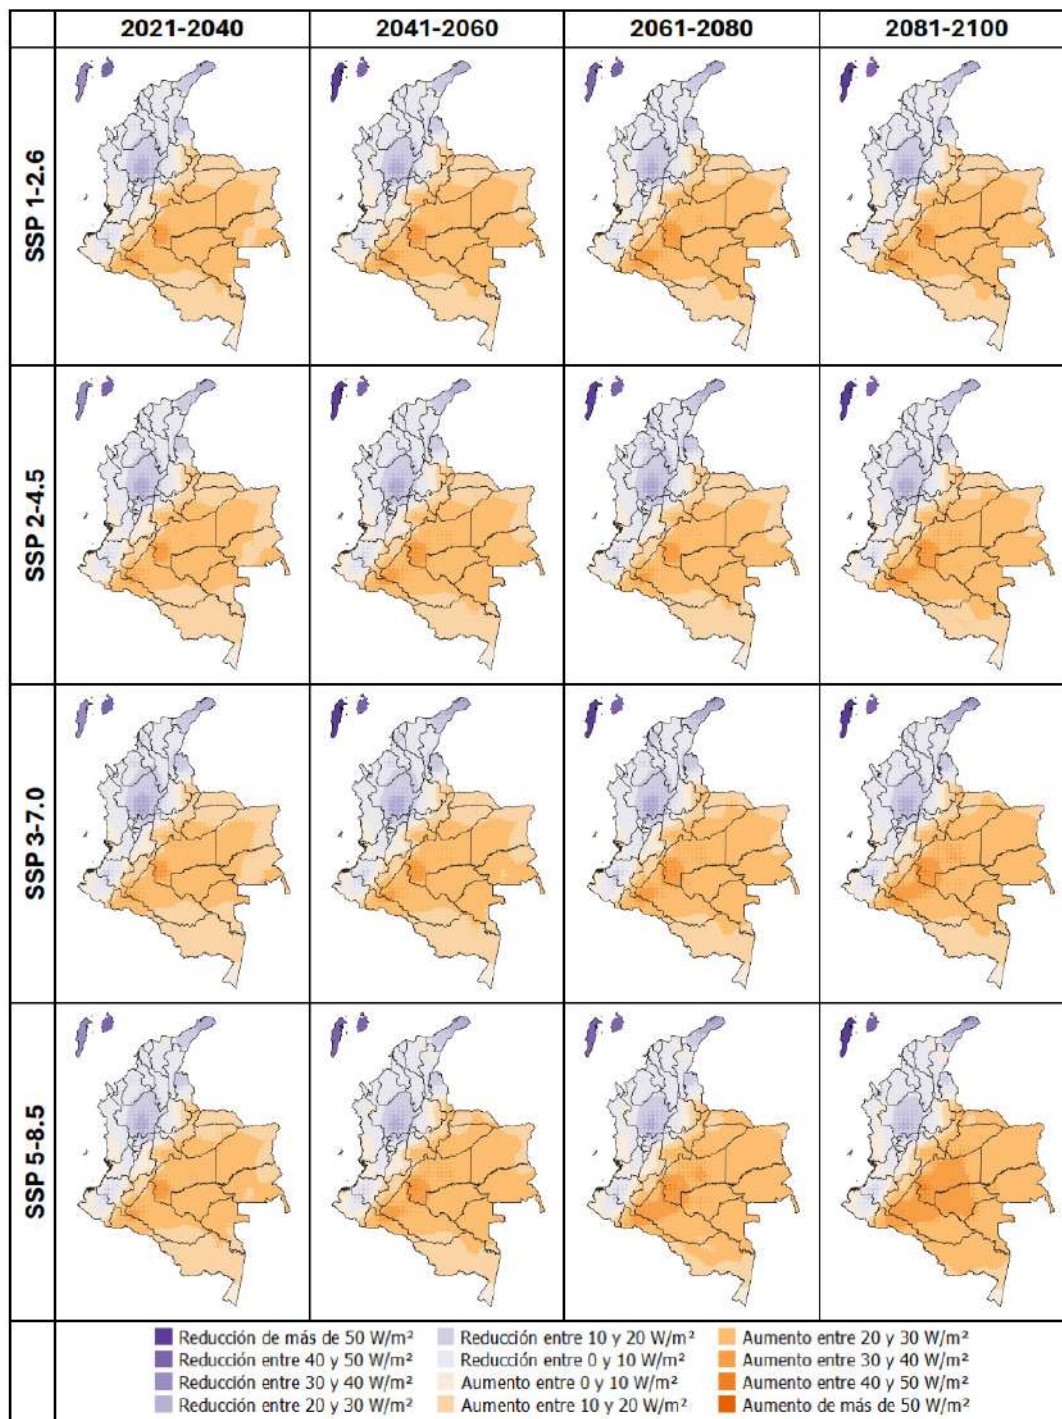 2021-2040 2041-2060 2061-2080 2081-2100
SSP 1-2.6
SSP 2-4.5
SSP 3-7.0
SSP 5-8.5
Reducción de más de 50 W/m² Reducción entre 10 y 20 W/m² Aumento entre 20 y 30 W/m²
Reducción entre 40 y 50 W/m² Reducción entre 0 y 10 W/m² Aumento entre 30 y 40 W/m²
Reducción entre 30 y 40 W/m² Aumento entre 0 y 10 W/m² Aumento entre 40 y 50 W/m²
Reducción entre 20 y 30 W/m² Aumento entre 10 y 20 W/m² Aumento de más de 50 W/m²